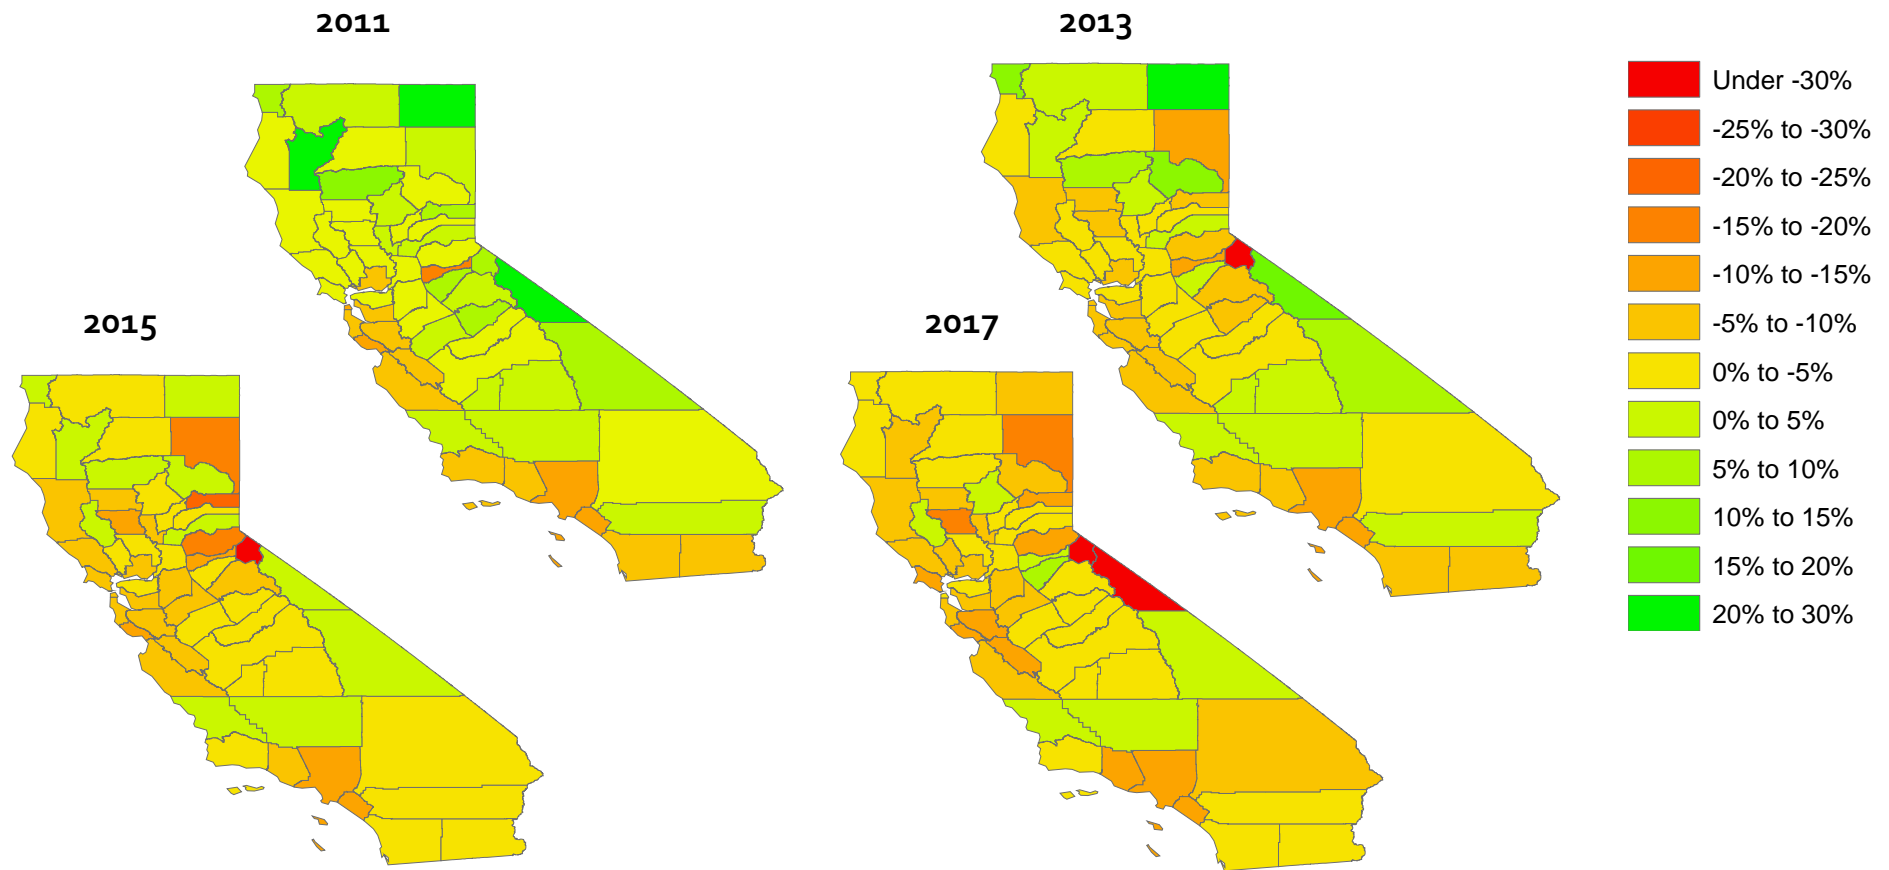 2011
2013
2015
2017
Under -30%
-25% to -30%
-20% to -25%
-15% to -20%
-10% to -15%
-5% to -10%
0% to -5%
0% to 5%
5% to 10%
10% to 15%
15% to 20%
20% to 30%